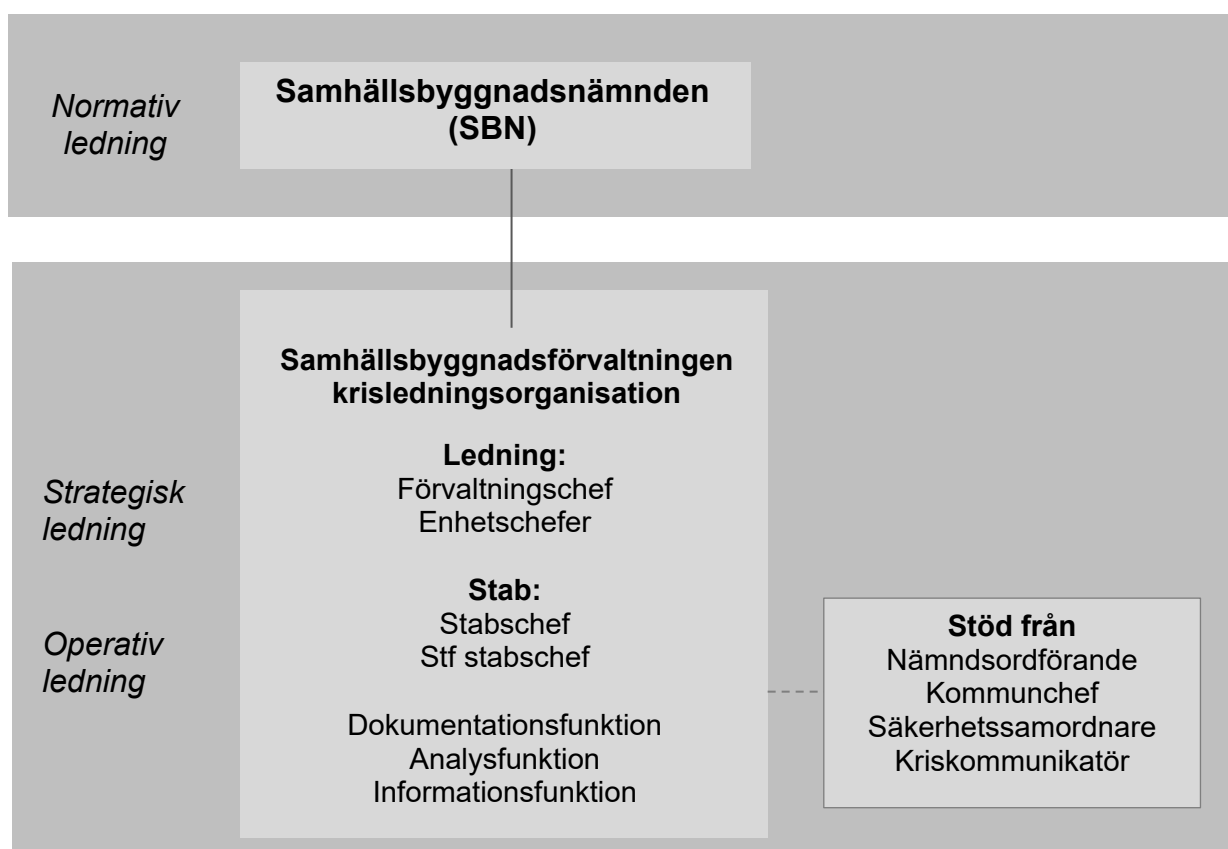 Normativ
ledning
Samhällsbyggnadsnämnden
(SBN)
Samhällsbyggnadsförvaltningen
krisledningsorganisation
Strategisk
ledning
Ledning:
Förvaltningschef
Enhetschefer
Operativ
ledning
Stab:
Stabschef
Stf stabschef
Dokumentationsfunktion
Analysfunktion
Informationsfunktion
Stöd från
Nämndsordförande
Kommunchef
Säkerhetssamordnare
Kriskommunikatör